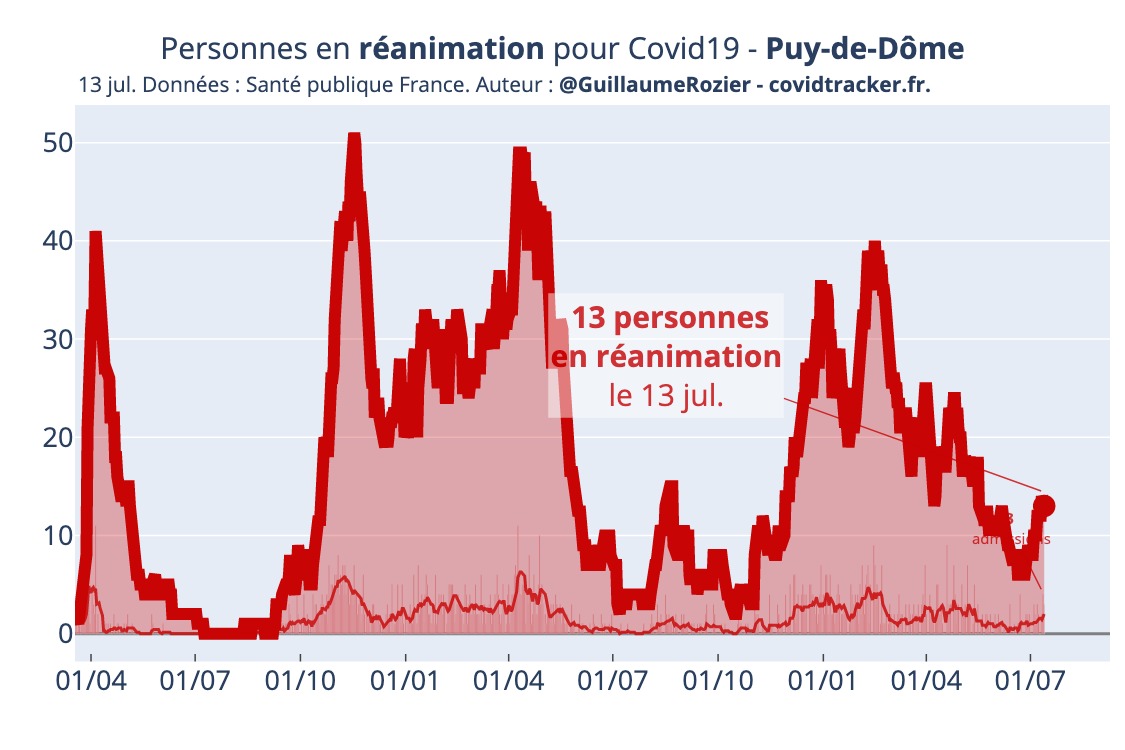 Personnes en réanimation pour Covid19 - Puy-de-Dôme
13 jul. Données : Santé publique France. Auteur : @GuillaumeRozier - covidtracker.fr.
50
40
30
20
10
0
13 personnes
en réanimation
le 13 jul.
admissions
01/04
01/07
01/10
01/01
01/04
01/07
01/10
01/01
01/04
01/07